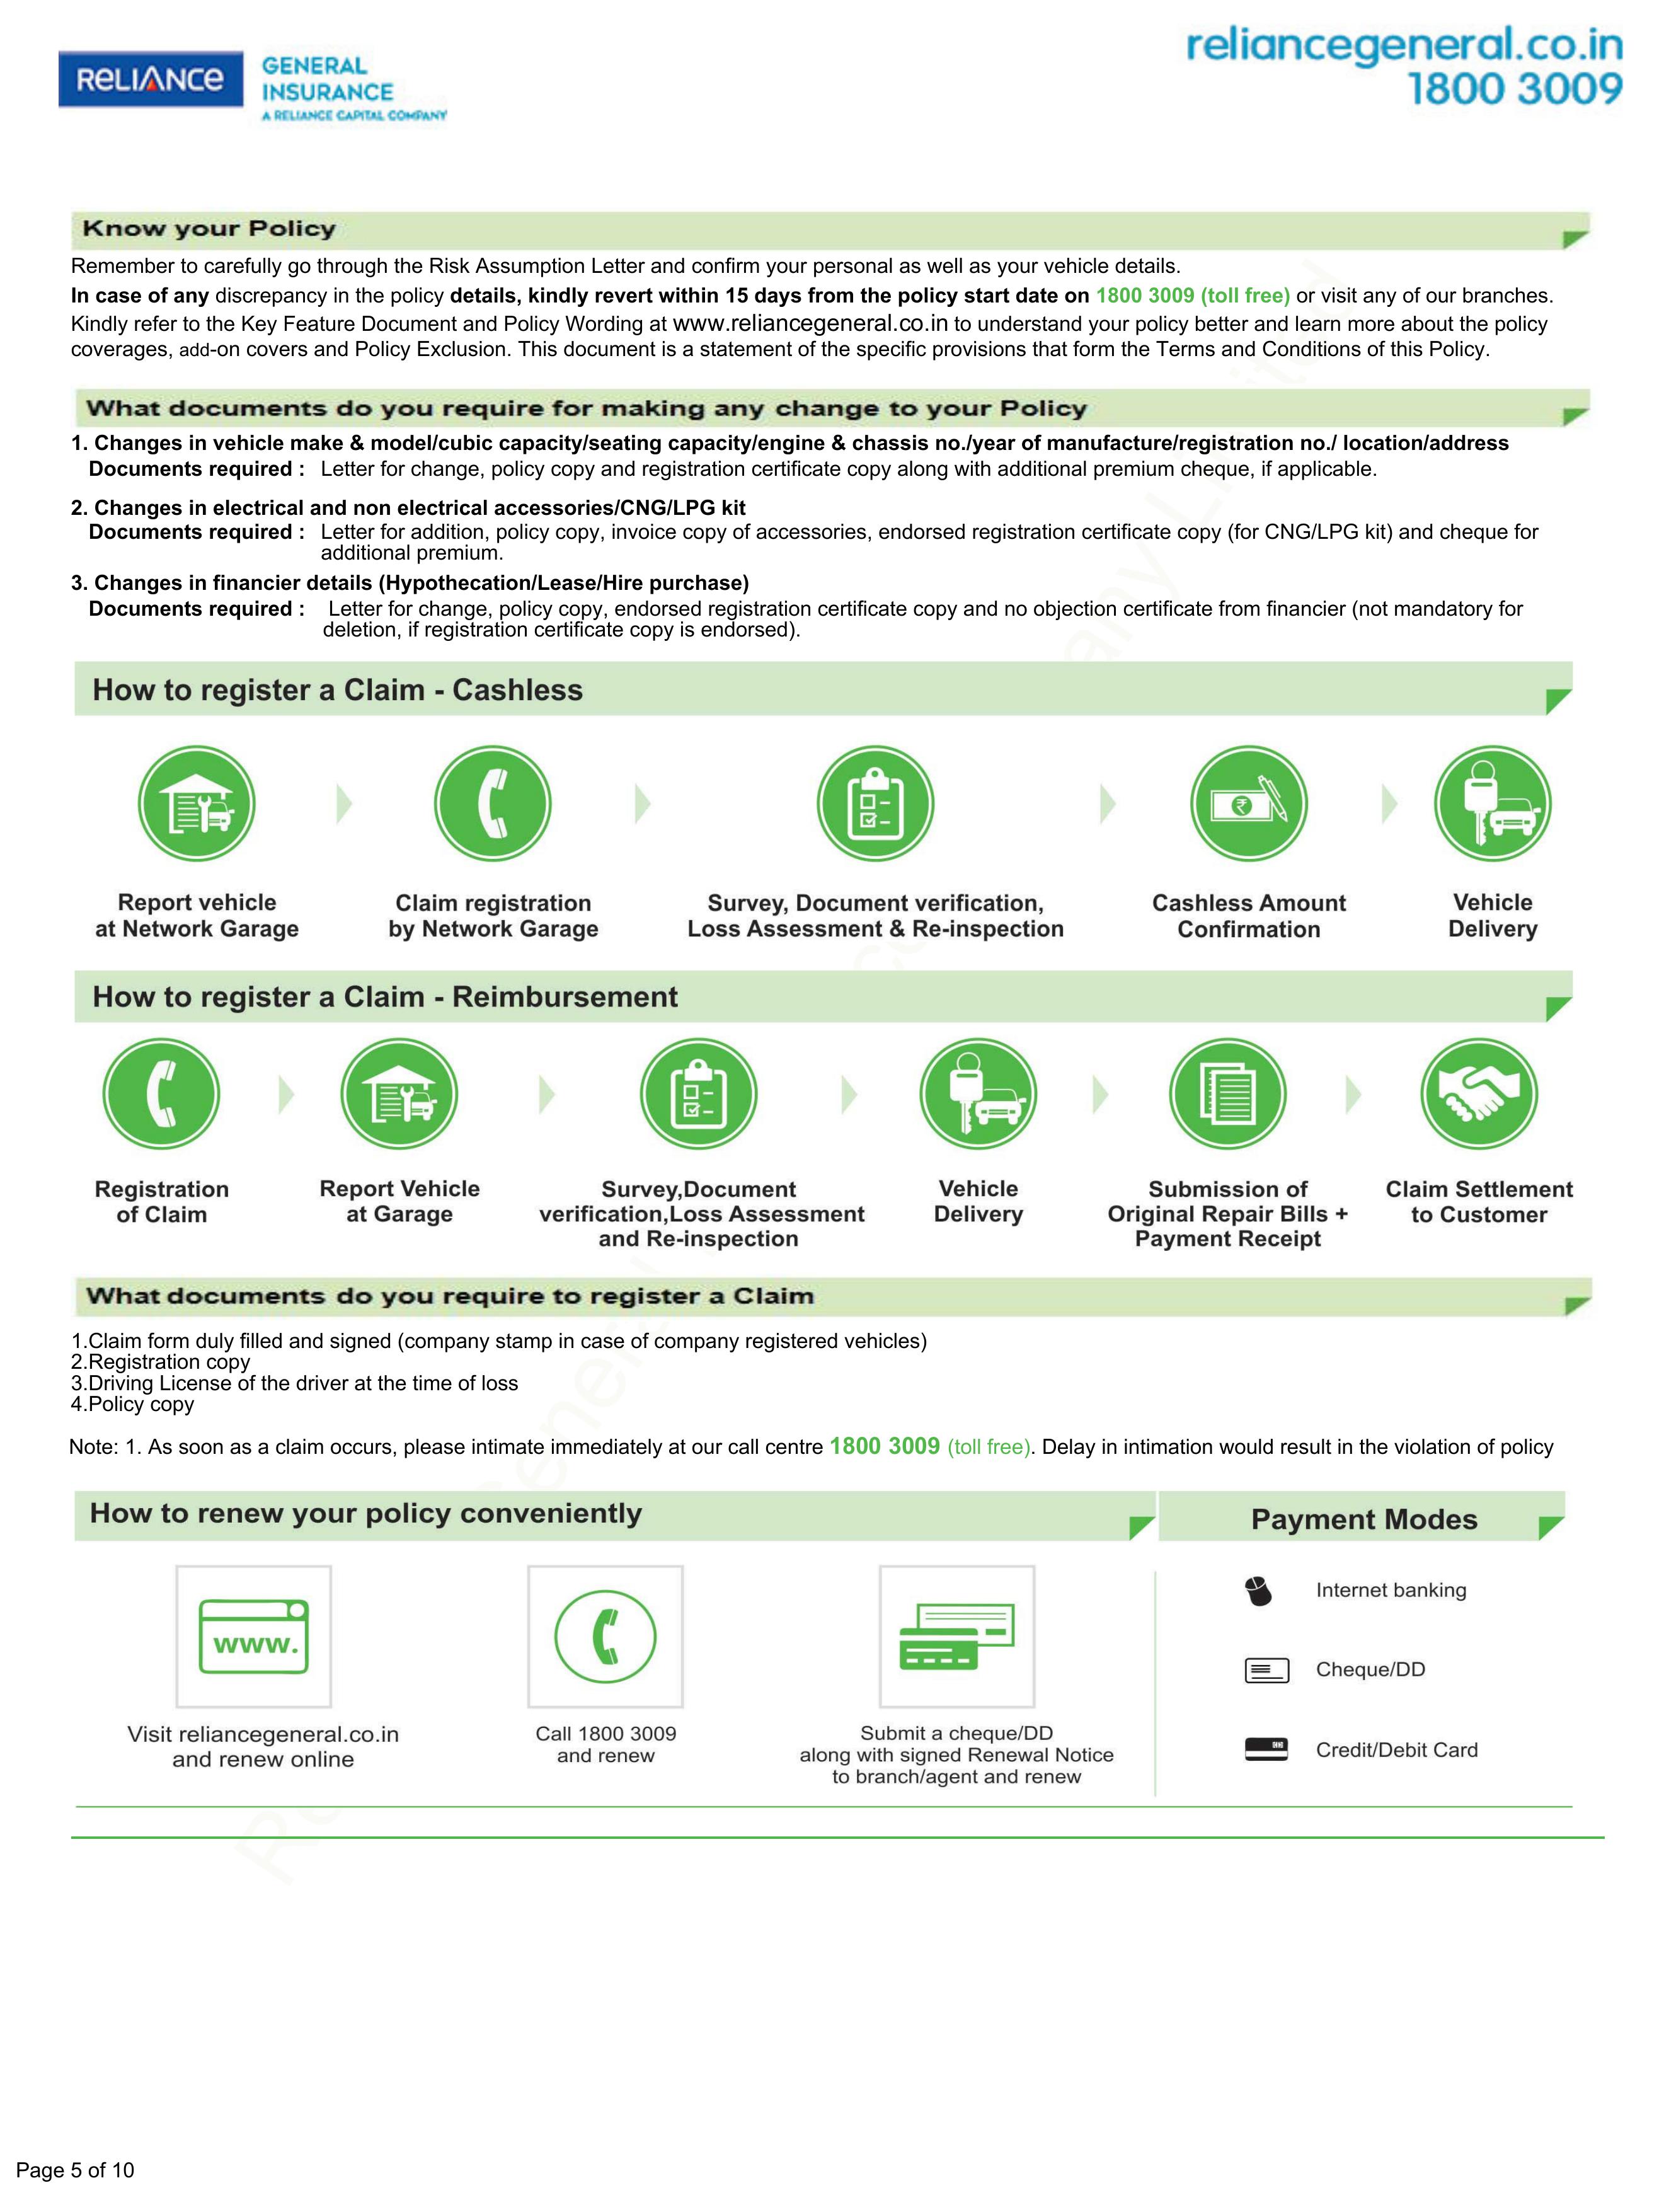 RELIANCE
GENERAL
INSURANCE
A RELIANCE CAPITAL COMPANY
reliancegeneral.co.in
1800 3009
Know your Policy
Remember to carefully go through the Risk Assumption Letter and confirm your personal as well as your vehicle details.
In case of any discrepancy in the policy details, kindly revert within 15 days from the policy start date on 1800 3009 (toll free) or visit any of our branches.
Kindly refer to the Key Feature Document and Policy Wording at www.reliancegeneral.co.in to understand your policy better and learn more about the policy
coverages, add-on covers and Policy Exclusion. This document is a statement of the specific provisions that form the Terms and Conditions of this Policy.
What documents do you require for making any change to your Policy
1. Changes in vehicle make & model/cubic capacity/seating capacity/engine & chassis no./year of manufacture/registration no./ location/address
Documents required : Letter for change, policy copy and registration certificate copy along with additional premium cheque, if applicable.
2. Changes in electrical and non electrical accessories/CNG/LPG kit
Documents required : Letter for addition, policy copy, invoice copy of accessories, endorsed registration certificate copy (for CNG/LPG kit) and cheque for
additional premium.
3. Changes in financier details (Hypothecation/Lease/Hire purchase)
Documents required : Letter for change, policy copy, endorsed registration certificate copy and no objection certificate from financier (not mandatory for
deletion, if registration certificate copy is endorsed).
How to register a Claim - Cashless
Report vehicle
at Network Garage
Claim registration
by Network Garage
Survey, Document verification,
Loss Assessment & Re-inspection
Cashless Amount
Confirmation
Vehicle
Delivery
How to register a Claim - Reimbursement
Registration
of Claim
Report Vehicle
at Garage
Survey,Document
verification,Loss Assessment
and Re-inspection
Vehicle
Delivery
Submission of
Original Repair Bills +
Payment Receipt
Claim Settlement
to Customer
What documents do you require to register a Claim
1.Claim form duly filled and signed (company stamp in case of company registered vehicles)
2.Registration copy
3.Driving License of the driver at the time of loss
4.Policy copy
Note: 1. As soon as a claim occurs, please intimate immediately at our call centre 1800 3009 (toll free). Delay in intimation would result in the violation of policy
How to renew your policy conveniently
www.
Visit reliancegeneral.co.in
and renew online
Call 1800 3009
and renew
Submit a cheque/DD
along with signed Renewal Notice
to branch/agent and renew
Payment Modes
Internet banking
Cheque/DD
Credit/Debit Card
Page 5 of 10